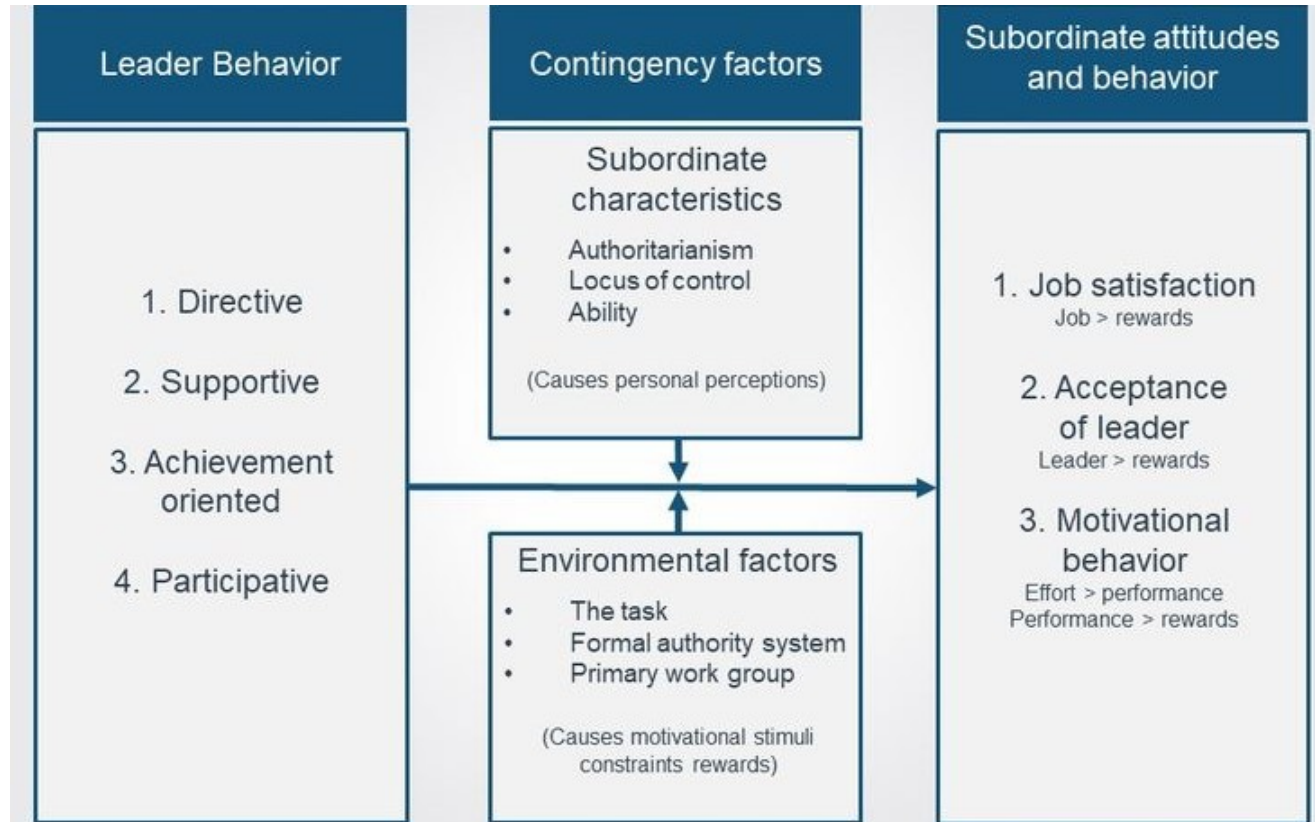 Leader Behavior
1. Directive
2. Supportive
3. Achievement
oriented
4. Participative
Contingency factors
Subordinate
characteristics
• Authoritarianism
• Locus of control
• Ability
(Causes personal perceptions)
Environmental factors
• The task
• Formal authority system
• Primary work group
(Causes motivational stimuli
constraints rewards)
Subordinate attitudes
and behavior
1. Job satisfaction
Job > rewards
2. Acceptance
of leader
Leader > rewards
3. Motivational
behavior
Effort > performance
Performance > rewards